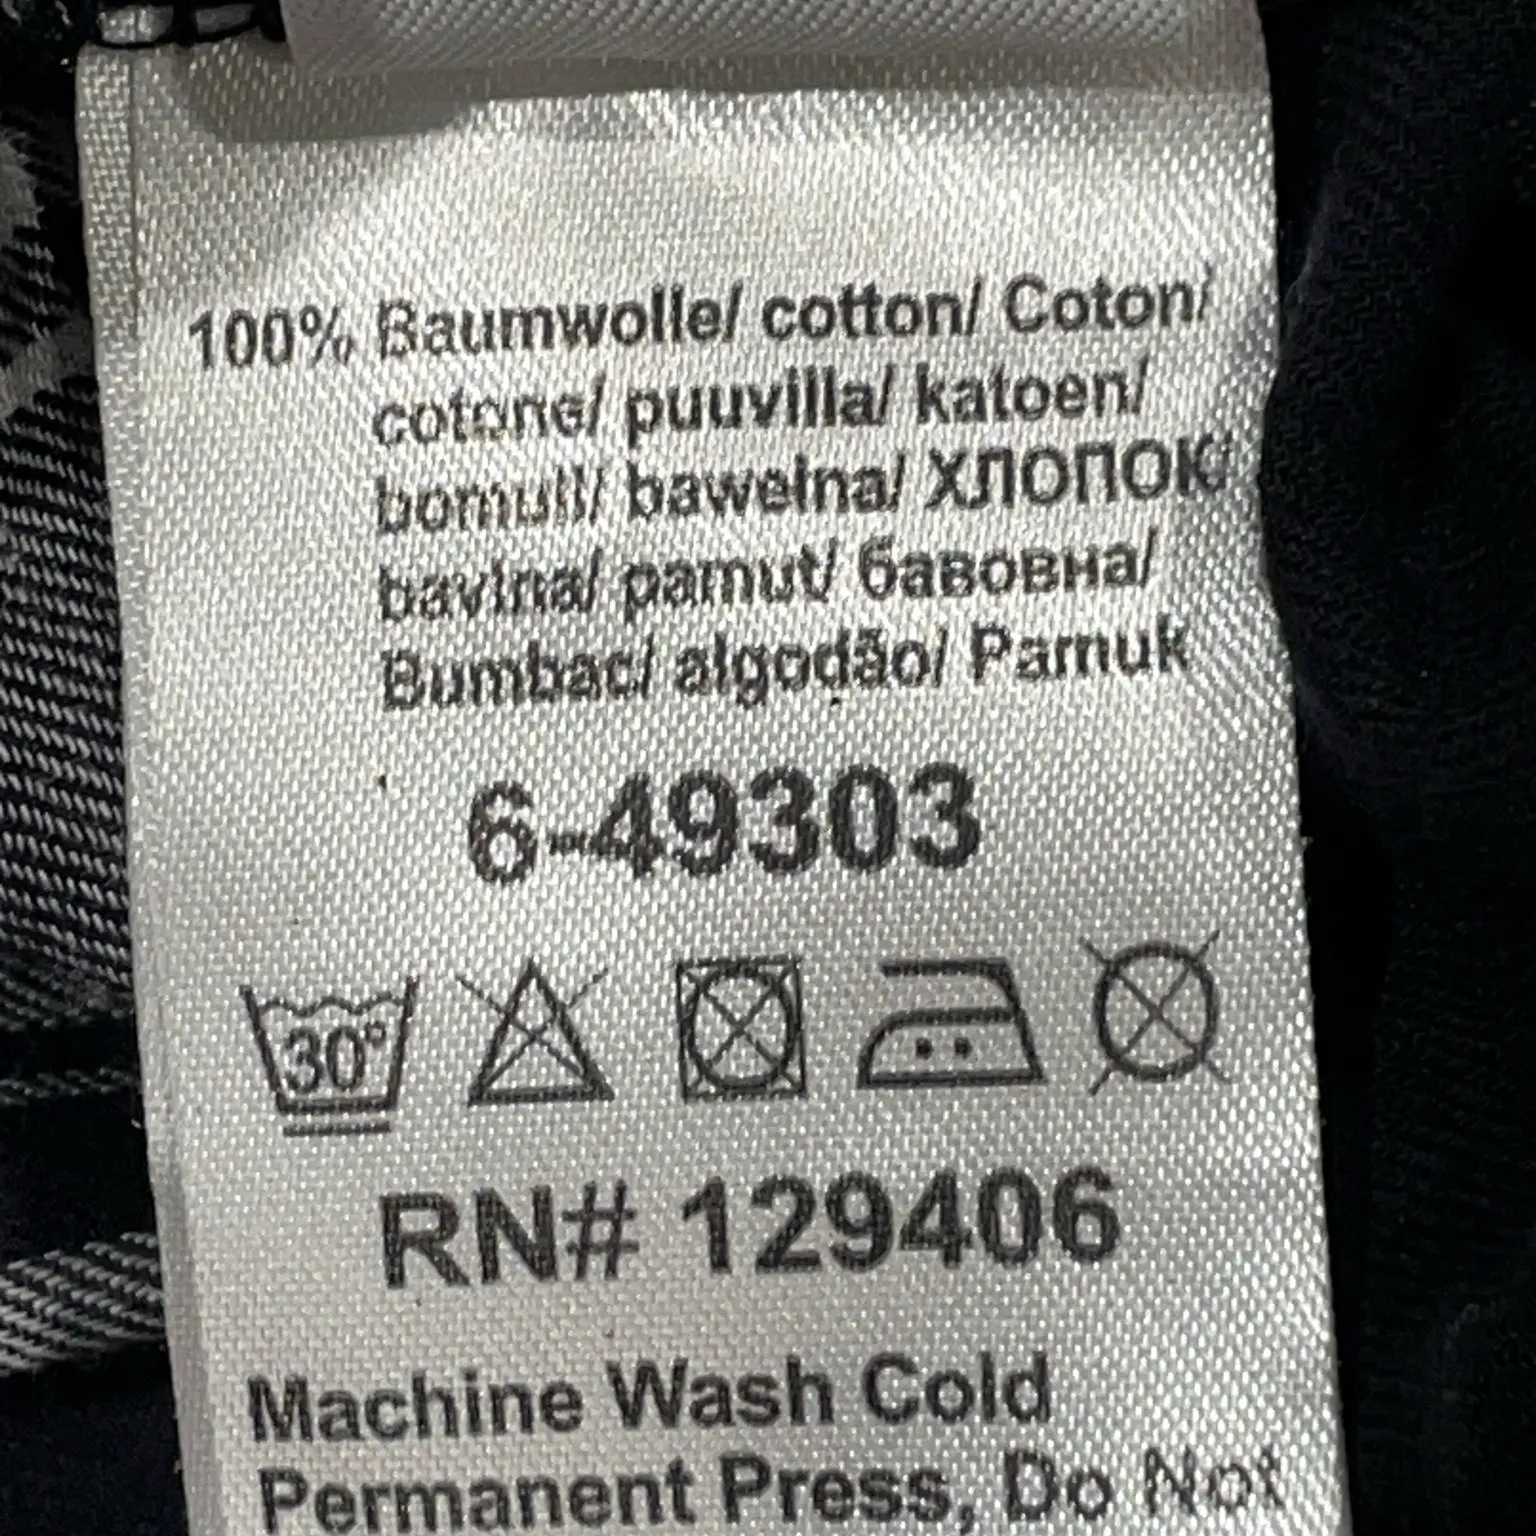 100% Baumwolle/ cotton/ Coton/
cotone/ puuvilla/ katoen/
bomull/ bawełna/ ХЛОПОК/
bavlna/ pamut/ бавовна/
Bumbac/ algodão/ Pamuk
6-49303
30°
RN# 129406
Machine Wash Cold
Permanent Press, Do Not